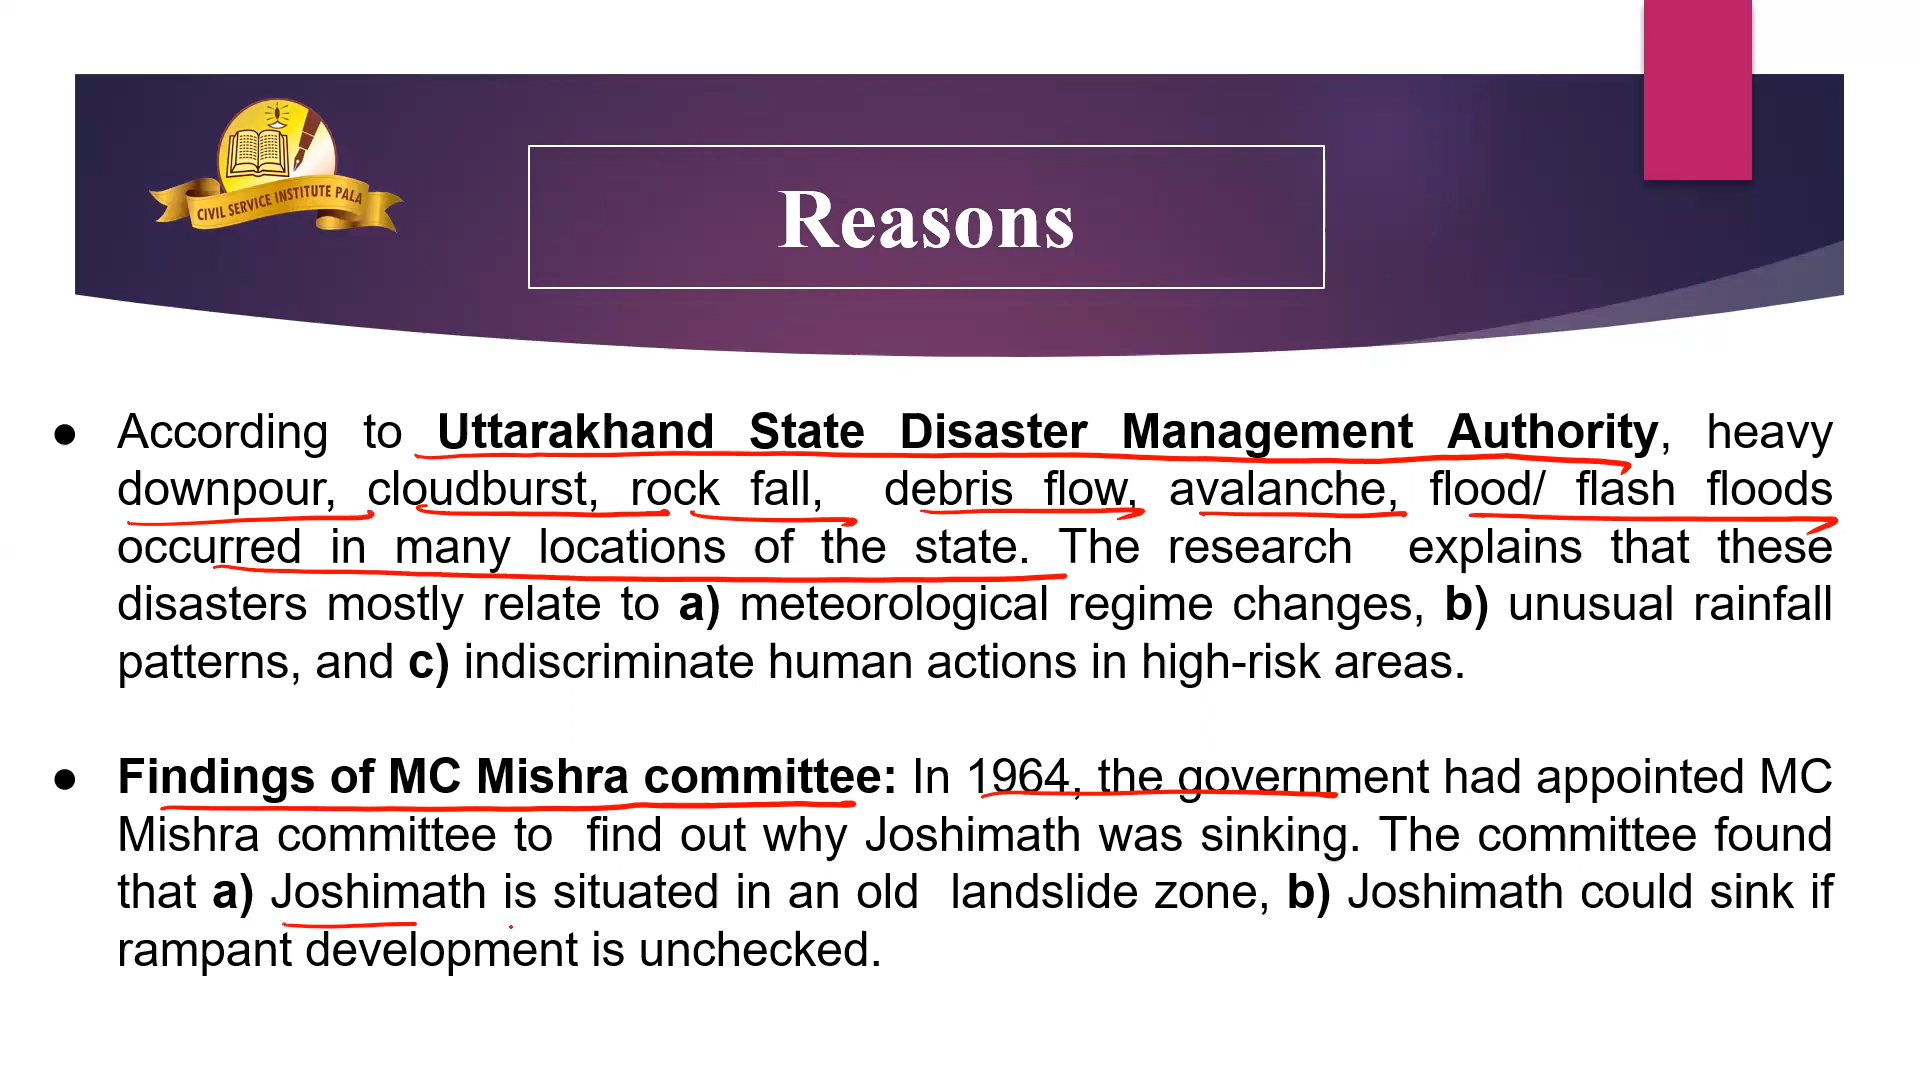 CIVIL SERVICE INSTITUTE PALA
Reasons
● According to Uttarakhand State Disaster Management Authority, heavy
downpour, cloudburst, rock fall, debris flow, avalanche, flood/ flash floods
occurred in many locations of the state. The research explains that these
disasters mostly relate to a) meteorological regime changes, b) unusual rainfall
patterns, and c) indiscriminate human actions in high-risk areas.
● Findings of MC Mishra committee: In 1964, the government had appointed MC
Mishra committee to find out why Joshimath was sinking. The committee found
that a) Joshimath is situated in an old landslide zone, b) Joshimath could sink if
rampant development is unchecked.